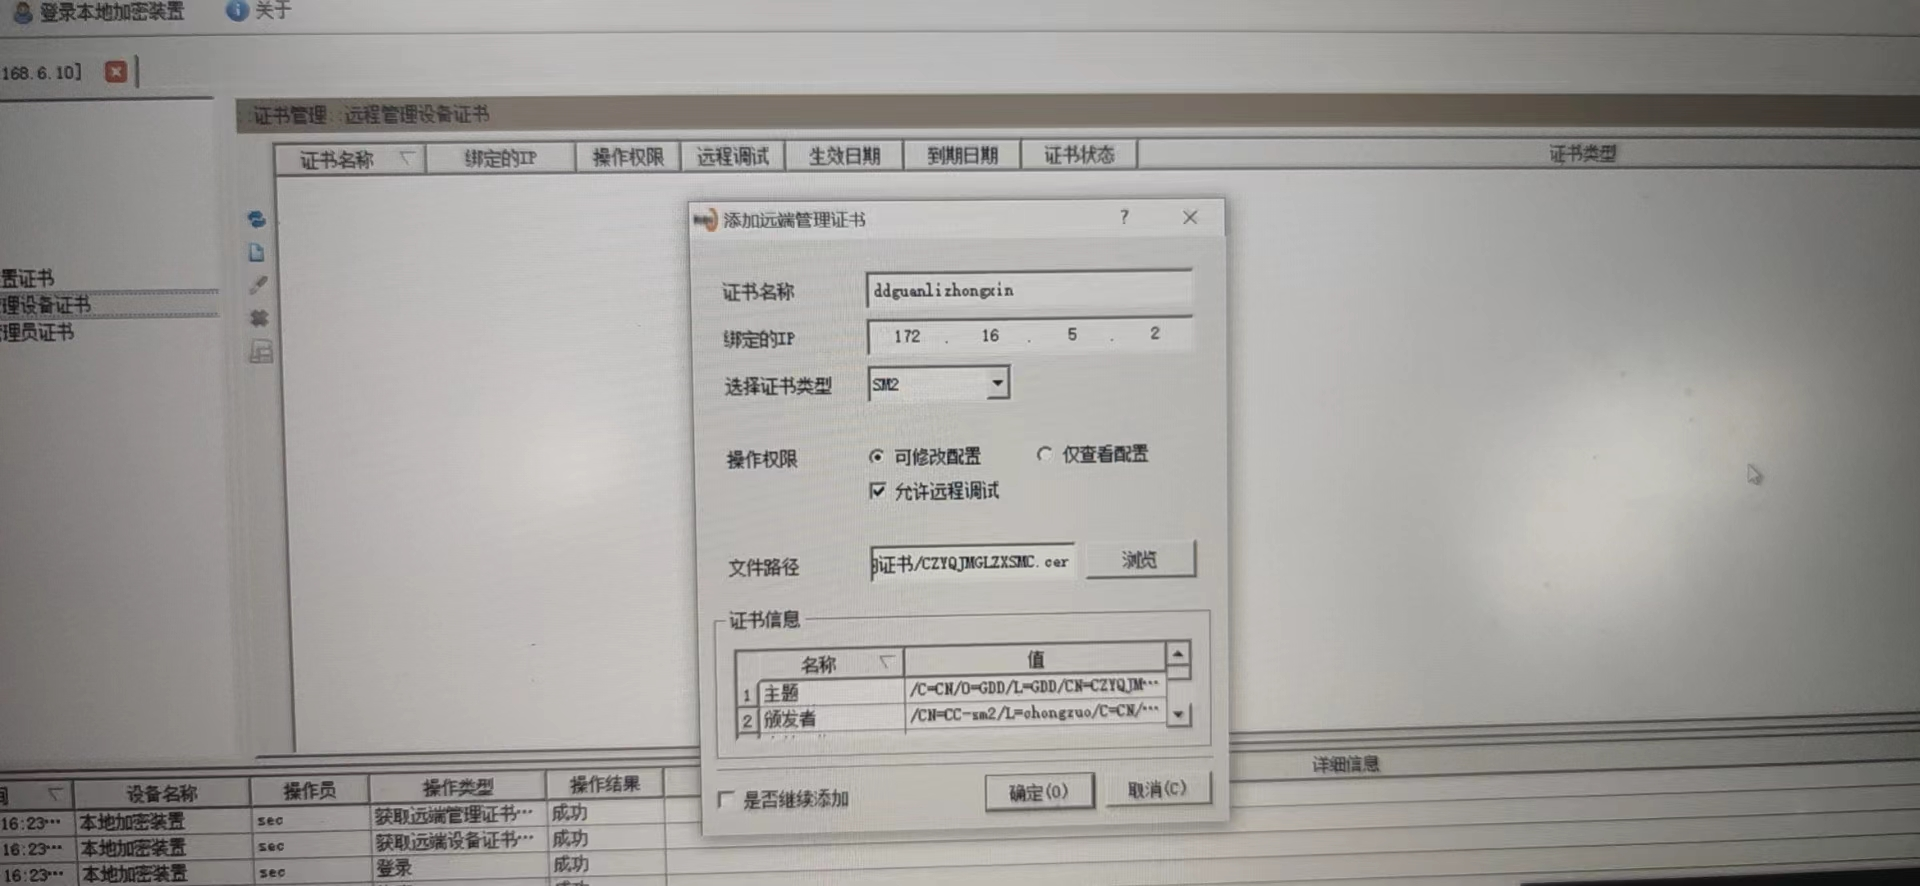 登录本地加密装置 关于
168.6.10]
证书管理::远程管理设备证书
证书名称 绑定的IP 操作权限 远程调试 生效日期 到期日期 证书状态 证书类型
置证书
理设备证书
管理员证书
添加远端管理证书 ?
证书名称 ddguanlizhongxin
绑定的IP 172 . 16 . 5 . 2
选择证书类型 SM2
操作权限 可修改配置 仅查看配置
允许远程调试
文件路径 证书/CZYQJMGLZXSMC.cer 浏览
证书信息
名称 值
1 主题 /C=CN/O=GDD/L=GDD/CN=CZYQJM…
2 颁发者 /CN=CC-sm2/L=chongzuo/C=CN/…
是否继续添加 确定(O) 取消(C)
详细信息
间 设备名称 操作员 操作类型 操作结果
16:23… 本地加密装置 sec 获取远端管理证书… 成功
16:23… 本地加密装置 sec 获取远端设备证书… 成功
16:23… 本地加密装置 sec 登录 成功